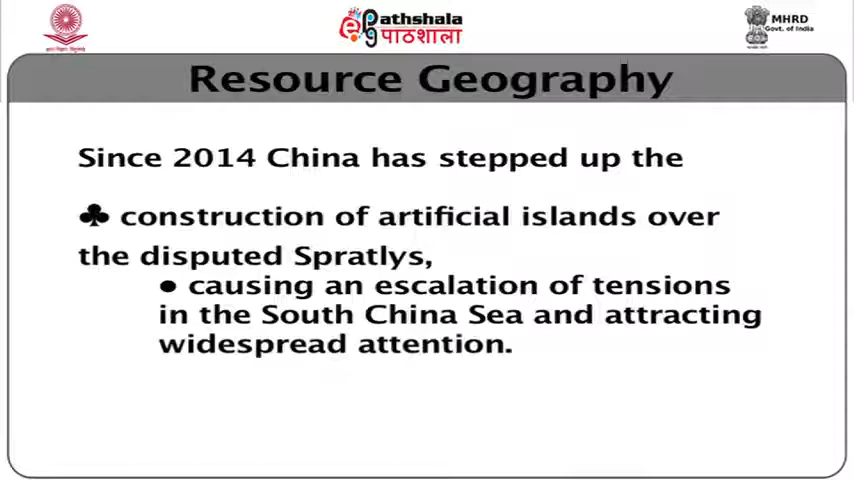 ePathshala
पाठशाला
MHRD
Govt. of India
Resource Geography
Since 2014 China has stepped up the
♣ construction of artificial islands over
the disputed Spratlys,
• causing an escalation of tensions
in the South China Sea and attracting
widespread attention.